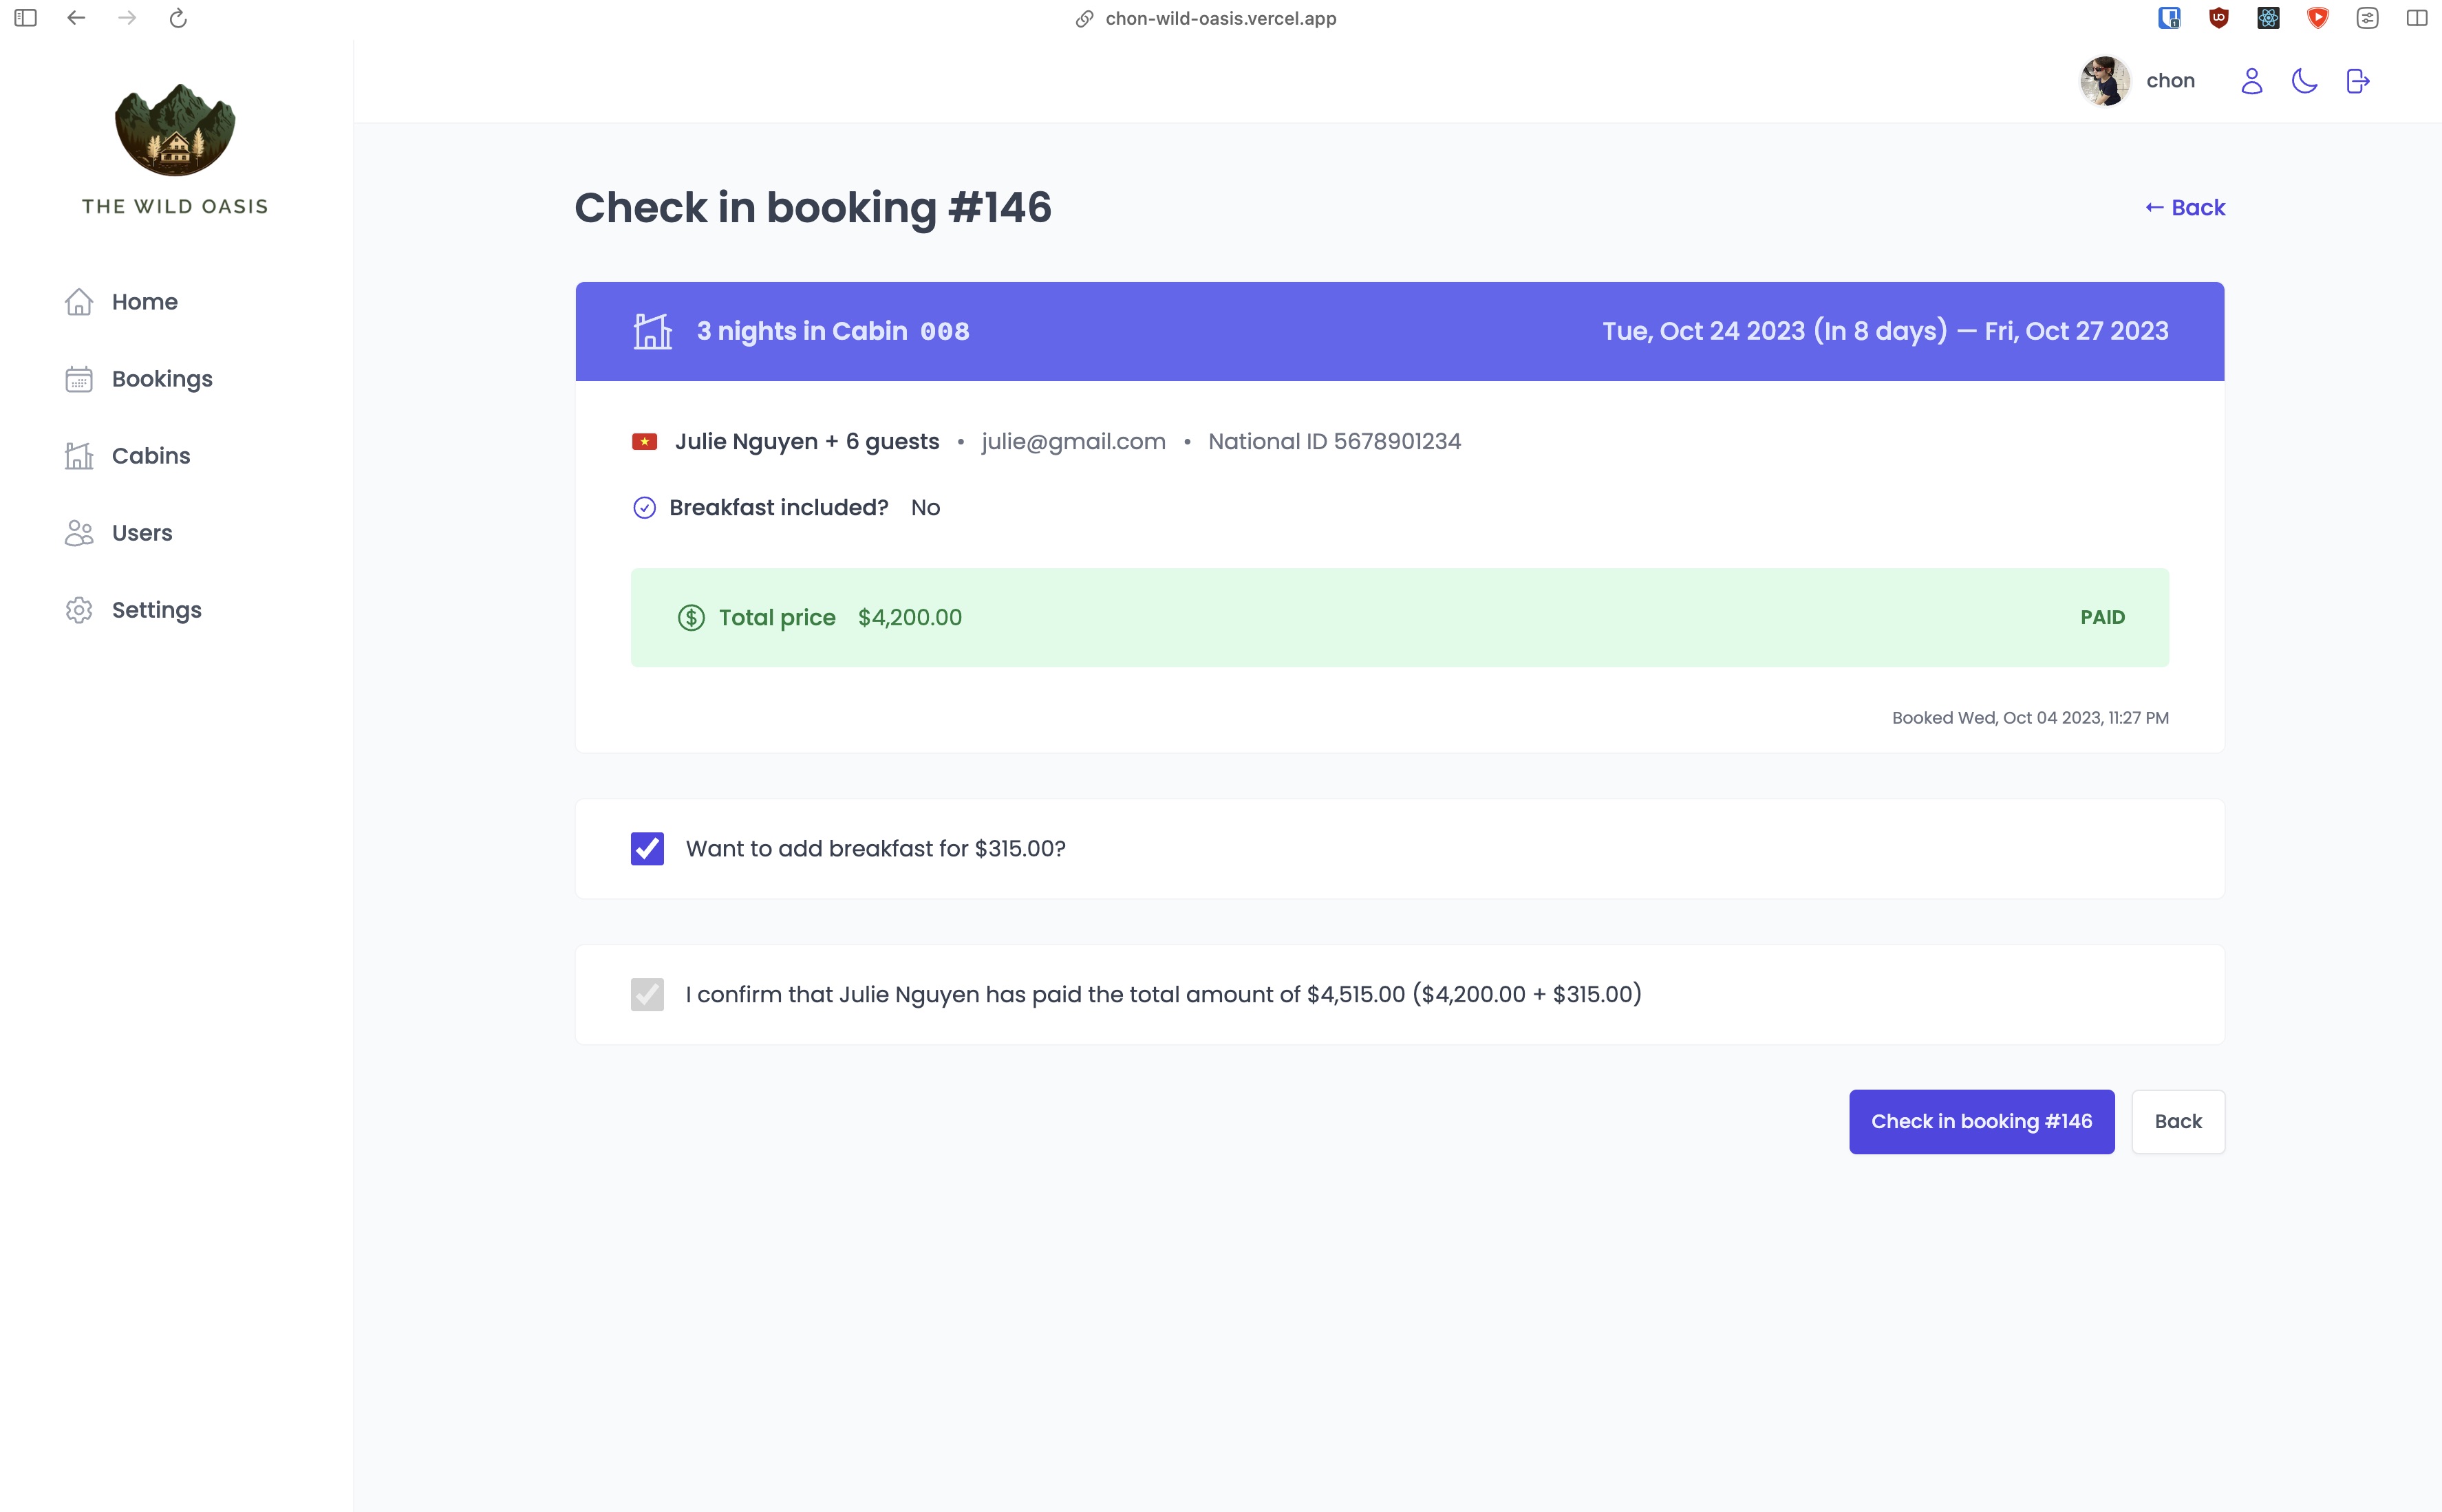 chon-wild-oasis.vercel.app
chon
THE WILD OASIS
Home
Bookings
Cabins
Users
Settings
Check in booking #146
← Back
3 nights in Cabin 008
Tue, Oct 24 2023 (In 8 days) — Fri, Oct 27 2023
Julie Nguyen + 6 guests • julie@gmail.com • National ID 5678901234
Breakfast included? No
Total price $4,200.00
PAID
Booked Wed, Oct 04 2023, 11:27 PM
Want to add breakfast for $315.00?
I confirm that Julie Nguyen has paid the total amount of $4,515.00 ($4,200.00 + $315.00)
Check in booking #146
Back